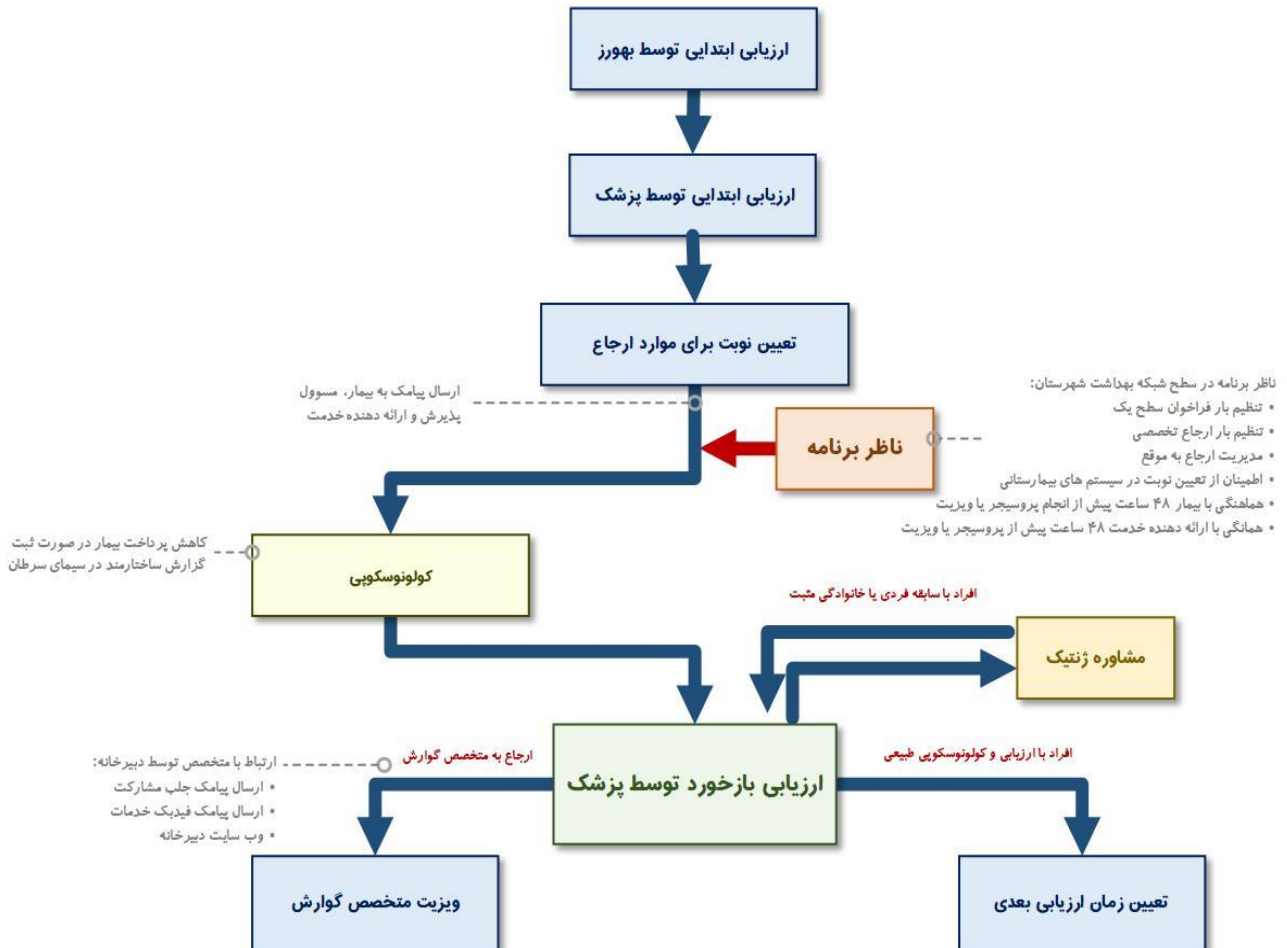 ارزیابی ابتدایی توسط بهورز
ارزیابی ابتدایی توسط پزشک
تعیین نوبت برای موارد ارجاع
ارسال پیامک به بیمار، مسوول
پذیرش و ارائه دهنده خدمت
ناظر برنامه
ناظر برنامه در سطح شبکه بهداشت شهرستان:
• تنظیم بار فراخوان سطح یک
• تنظیم بار ارجاع تخصصی
• مدیریت ارجاع به موقع
• اطمینان از تعیین نوبت در سیستم های بیمارستانی
• هماهنگی با بیمار ۴۸ ساعت پیش از انجام پروسیجر یا ویزیت
• همانگی با ارائه دهنده خدمت ۴۸ ساعت پیش از پروسیجر یا ویزیت
کاهش پرداخت بیمار در صورت ثبت
گزارش ساختارمند در سیمای سرطان
کولونوسکوپی
افراد با سابقه فردی یا خانوادگی مثبت
مشاوره ژنتیک
افراد با ارزیابی و کولونوسکوپی طبیعی
ارزیابی بازخورد توسط پزشک
ارجاع به متخصص گوارش
ارتباط با متخصص توسط دبیرخانه:
• ارسال پیامک جلب مشارکت
• ارسال پیامک فیدبک خدمات
• وب سایت دبیرخانه
تعیین زمان ارزیابی بعدی
ویزیت متخصص گوارش